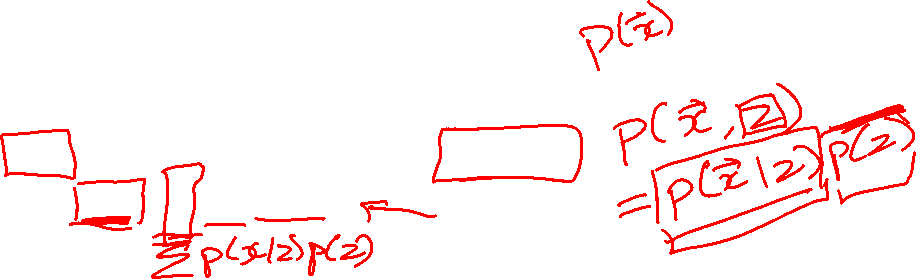 p(x⃗)
p(x⃗, z)
= p(x⃗|z) p(z)
Σ p(x|z) p(z)